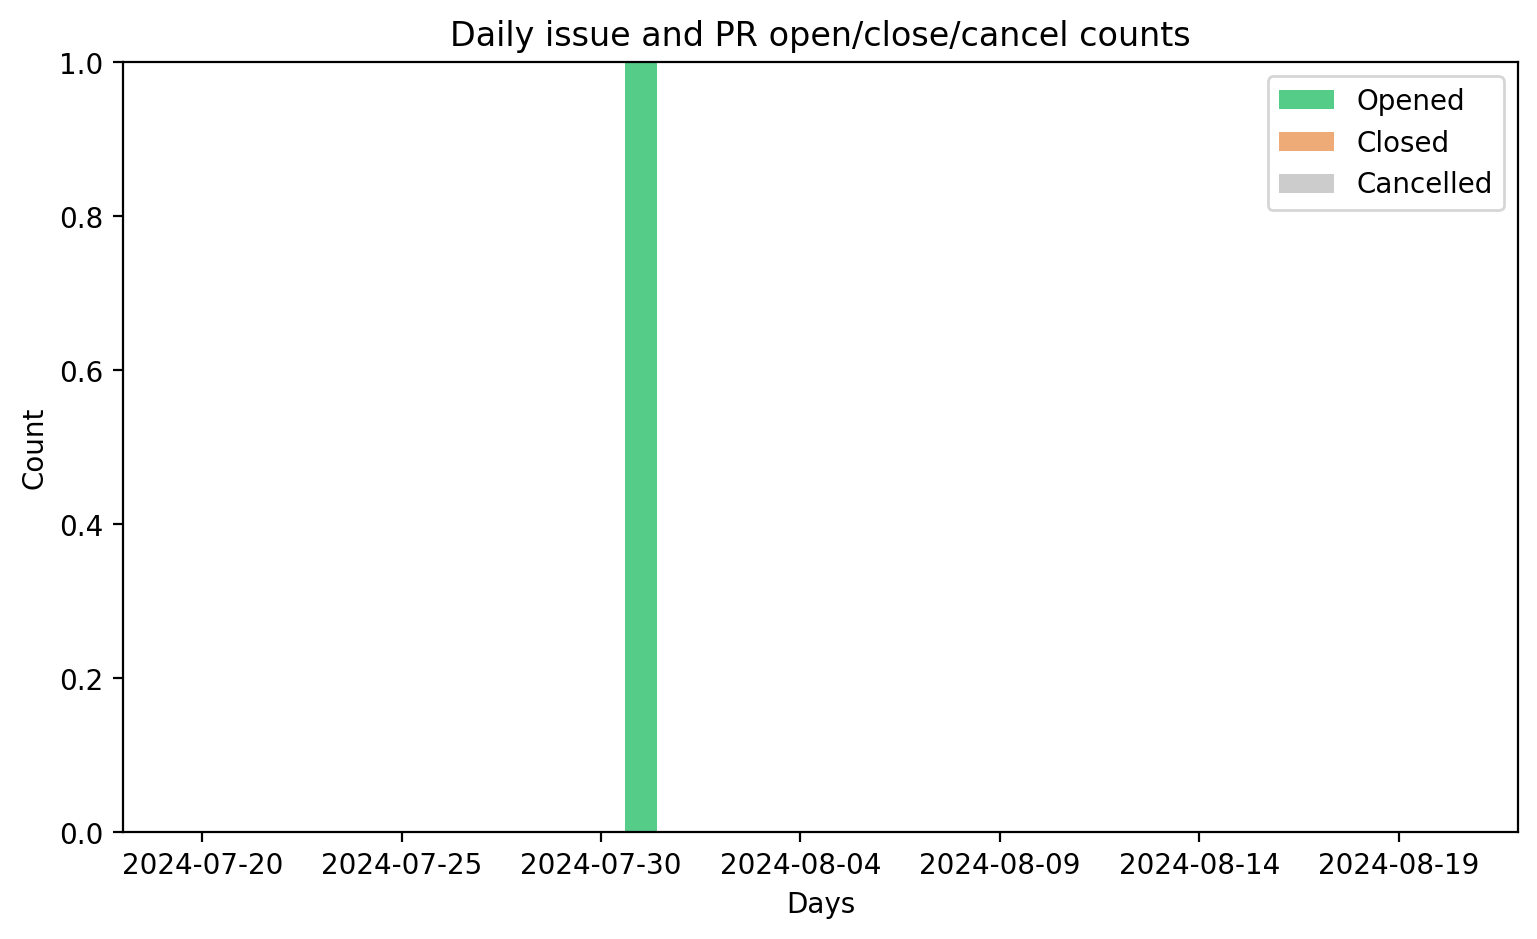 Daily issue and PR open/close/cancel counts
1.0
0.8
0.6
0.4
0.2
0.0
Count
Opened
Closed
Cancelled
2024-07-20 2024-07-25 2024-07-30 2024-08-04 2024-08-09 2024-08-14 2024-08-19
Days